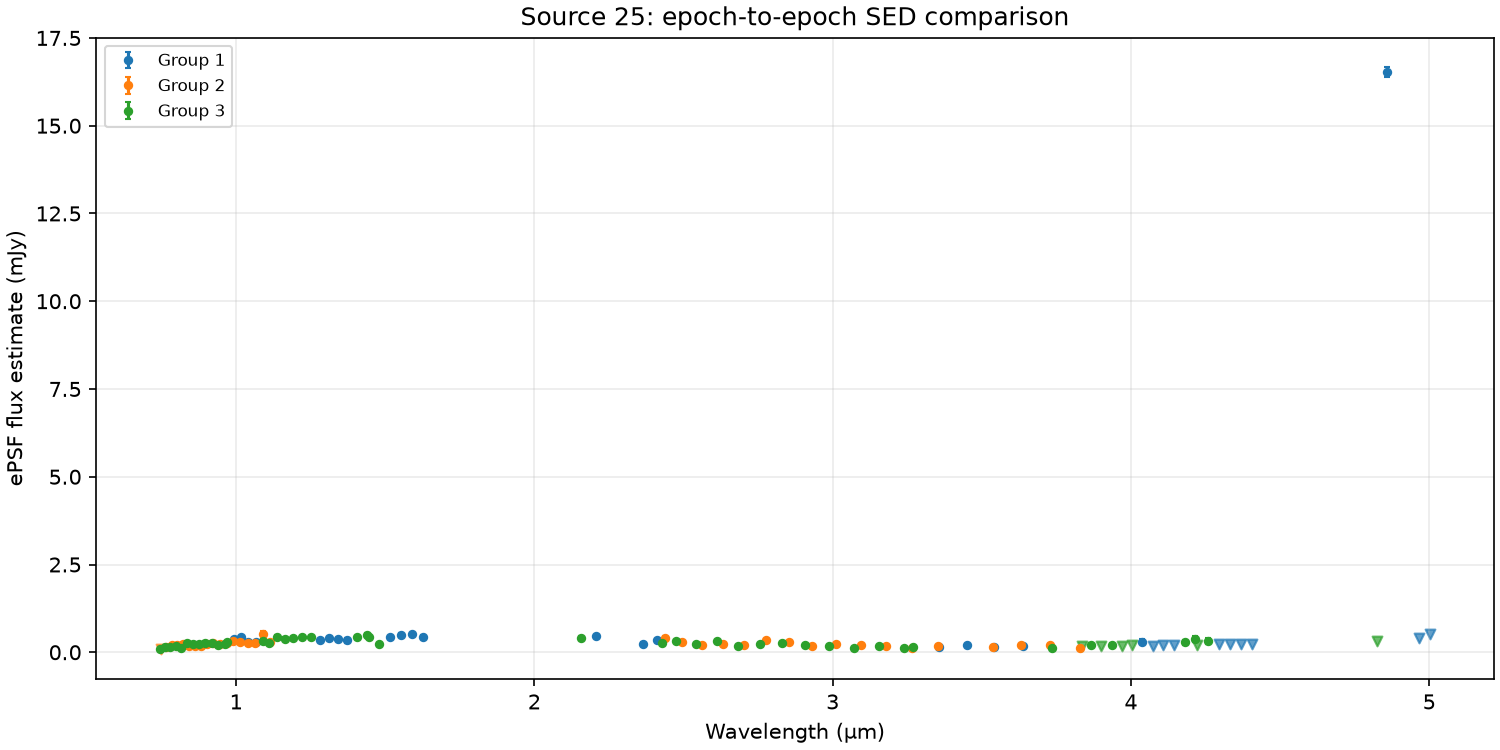 Source 25: epoch-to-epoch SED comparison
17.5
15.0
12.5
10.0
7.5
5.0
2.5
0.0
ePSF flux estimate (mJy)
Group 1
Group 2
Group 3
1
2
3
4
5
Wavelength (μm)